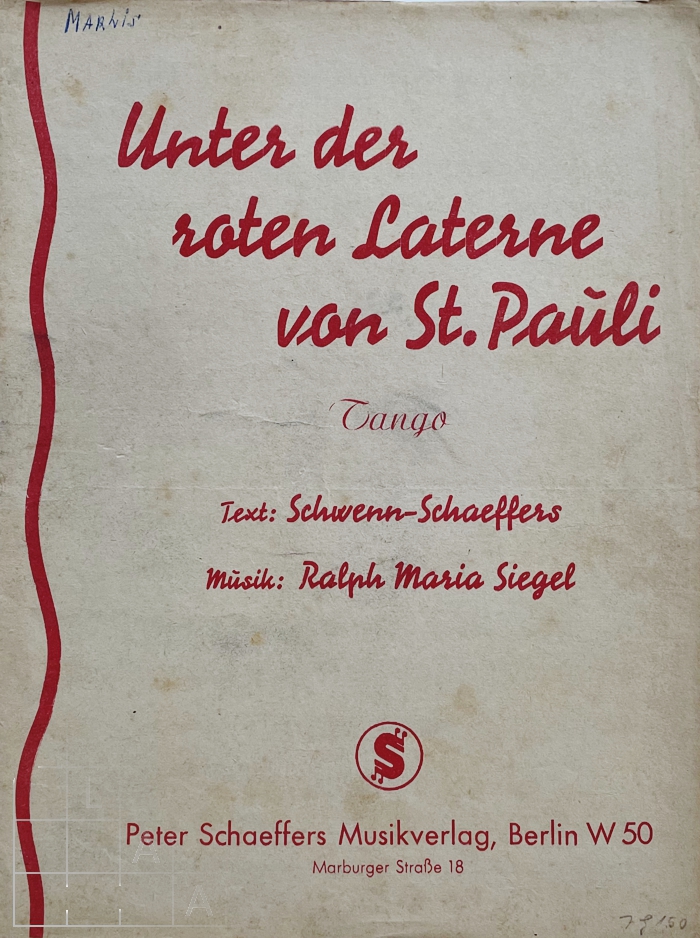 MARLIS
Unter der
roten Laterne
von St. Pauli
Tango
Text: Schwenn-Schaeffers
Musik: Ralph Maria Siegel
S
Peter Schaeffers Musikverlag, Berlin W 50
Marburger Straße 18